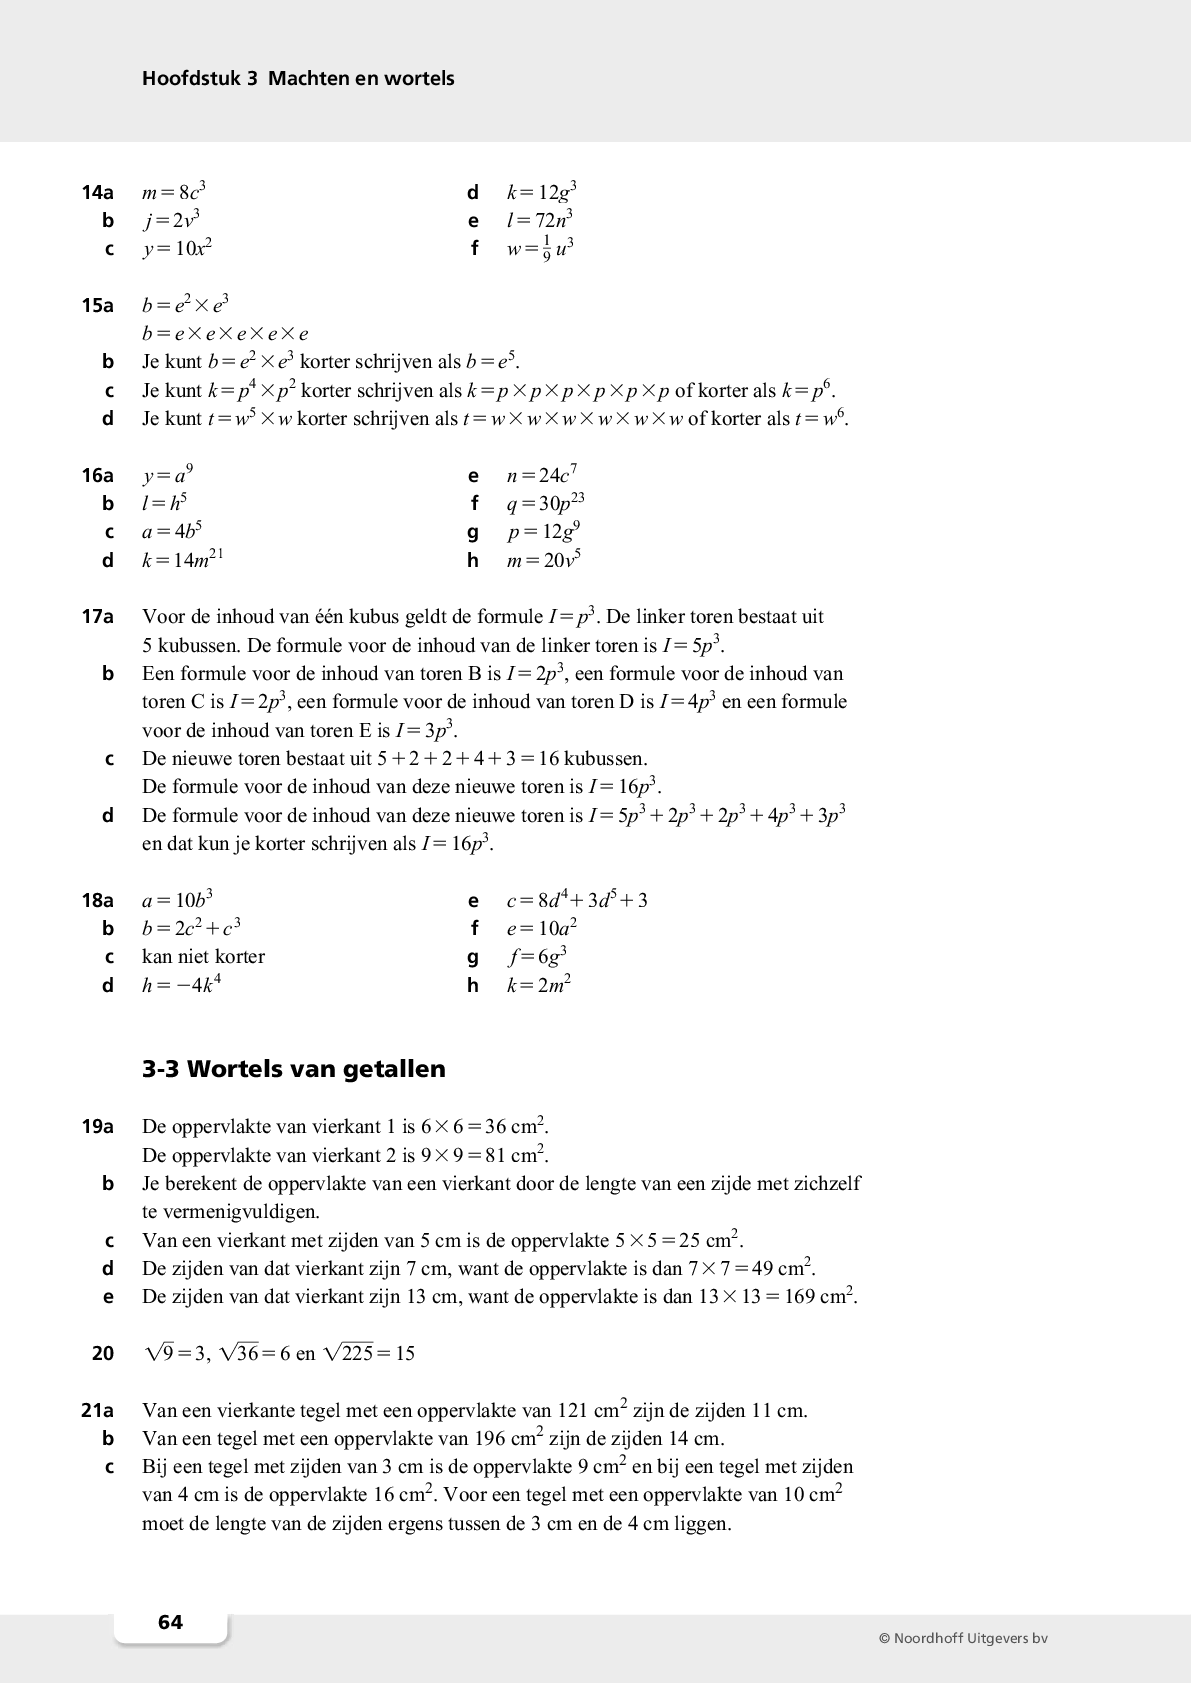 Hoofdstuk 3 Machten en wortels
14a m = 8c³ d k = 12g³
b j = 2v³ e l = 72n³
c y = 10x² f w = 1/9 u³
15a b = e² × e³
b = e × e × e × e × e
b Je kunt b = e² × e³ korter schrijven als b = e⁵.
c Je kunt k = p⁴ × p² korter schrijven als k = p × p × p × p × p × p of korter als k = p⁶.
d Je kunt t = w⁵ × w korter schrijven als t = w × w × w × w × w × w of korter als t = w⁶.
16a y = a⁹ e n = 24c⁷
b l = h⁵ f q = 30p²³
c a = 4b⁵ g p = 12g⁹
d k = 14m²¹ h m = 20v⁵
17a Voor de inhoud van één kubus geldt de formule I = p³. De linker toren bestaat uit
5 kubussen. De formule voor de inhoud van de linker toren is I = 5p³.
b Een formule voor de inhoud van toren B is I = 2p³, een formule voor de inhoud van
toren C is I = 2p³, een formule voor de inhoud van toren D is I = 4p³ en een formule
voor de inhoud van toren E is I = 3p³.
c De nieuwe toren bestaat uit 5 + 2 + 2 + 4 + 3 = 16 kubussen.
De formule voor de inhoud van deze nieuwe toren is I = 16p³.
d De formule voor de inhoud van deze nieuwe toren is I = 5p³ + 2p³ + 2p³ + 4p³ + 3p³
en dat kun je korter schrijven als I = 16p³.
18a a = 10b³ e c = 8d⁴ + 3d⁵ + 3
b b = 2c² + c³ f e = 10a²
c kan niet korter g f = 6g³
d h = −4k⁴ h k = 2m²
3-3 Wortels van getallen
19a De oppervlakte van vierkant 1 is 6 × 6 = 36 cm².
De oppervlakte van vierkant 2 is 9 × 9 = 81 cm².
b Je berekent de oppervlakte van een vierkant door de lengte van een zijde met zichzelf
te vermenigvuldigen.
c Van een vierkant met zijden van 5 cm is de oppervlakte 5 × 5 = 25 cm².
d De zijden van dat vierkant zijn 7 cm, want de oppervlakte is dan 7 × 7 = 49 cm².
e De zijden van dat vierkant zijn 13 cm, want de oppervlakte is dan 13 × 13 = 169 cm².
20 √9 = 3, √36 = 6 en √225 = 15
21a Van een vierkante tegel met een oppervlakte van 121 cm² zijn de zijden 11 cm.
b Van een tegel met een oppervlakte van 196 cm² zijn de zijden 14 cm.
c Bij een tegel met zijden van 3 cm is de oppervlakte 9 cm² en bij een tegel met zijden
van 4 cm is de oppervlakte 16 cm². Voor een tegel met een oppervlakte van 10 cm²
moet de lengte van de zijden ergens tussen de 3 cm en de 4 cm liggen.
64
© Noordhoff Uitgevers bv